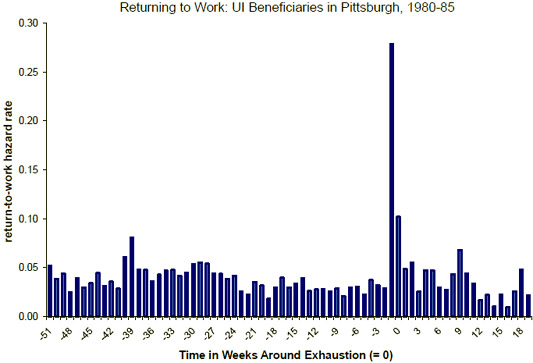 Returning to Work: UI Beneficiaries in Pittsburgh, 1980-85
return-to-work hazard rate
0.30
0.25
0.20
0.15
0.10
0.05
0.00
-51 -48 -45 -42 -39 -36 -33 -30 -27 -24 -21 -18 -15 -12 -9 -6 -3 0 3 6 9 12 15 18
Time in Weeks Around Exhaustion (= 0)